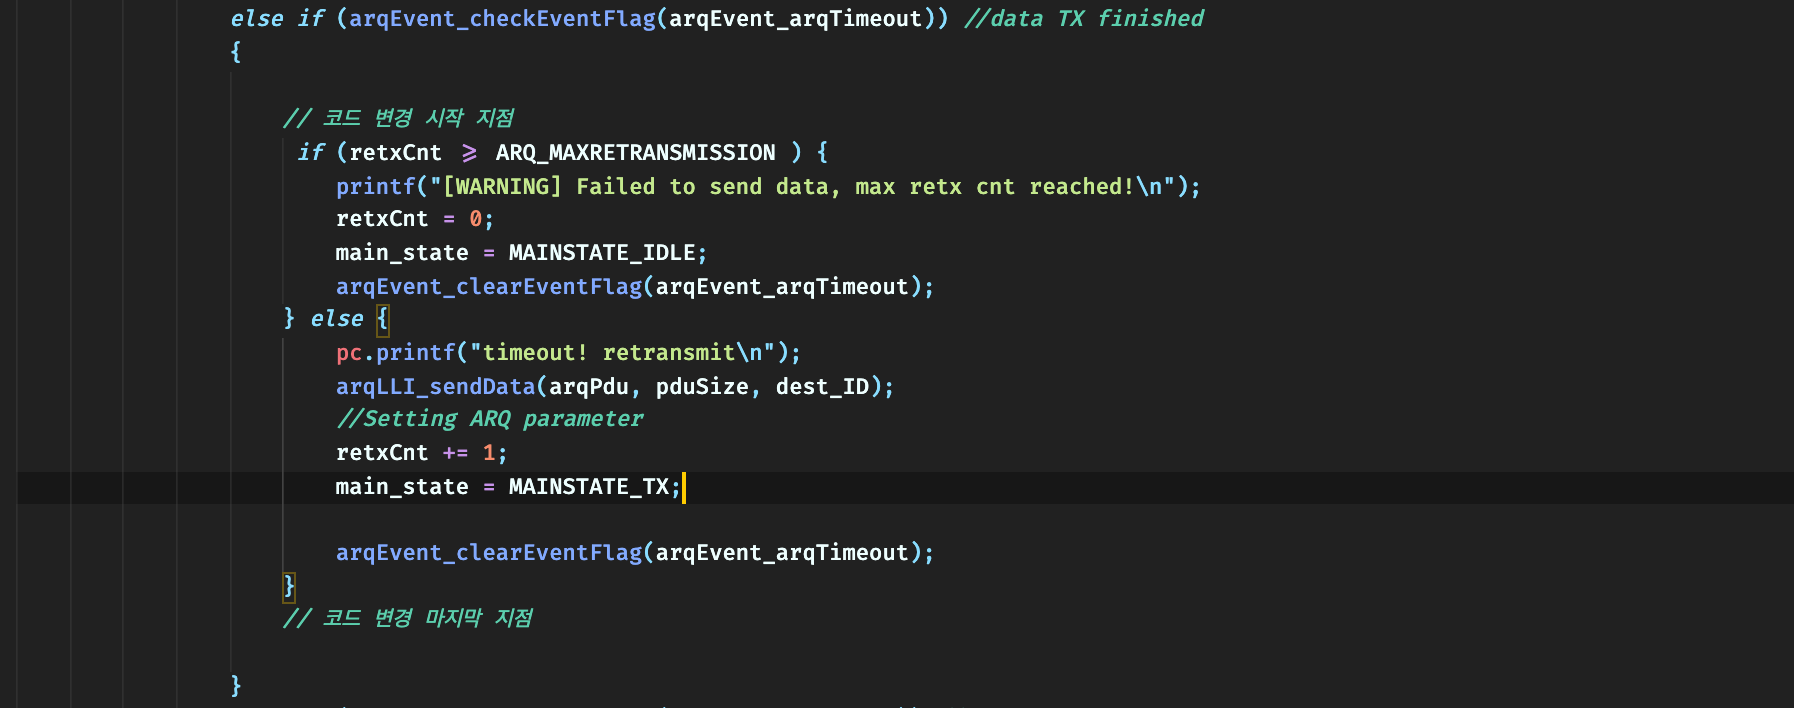 else if (arqEvent_checkEventFlag(arqEvent_arqTimeout)) //data TX finished
{
// 코드 변경 시작 지점
if (retxCnt >= ARQ_MAXRETRANSMISSION ) {
printf("[WARNING] Failed to send data, max retx cnt reached!\n");
retxCnt = 0;
main_state = MAINSTATE_IDLE;
arqEvent_clearEventFlag(arqEvent_arqTimeout);
} else {
pc.printf("timeout! retransmit\n");
arqLLI_sendData(arqPdu, pduSize, dest_ID);
//Setting ARQ parameter
retxCnt += 1;
main_state = MAINSTATE_TX;
arqEvent_clearEventFlag(arqEvent_arqTimeout);
}
// 코드 변경 마지막 지점
}